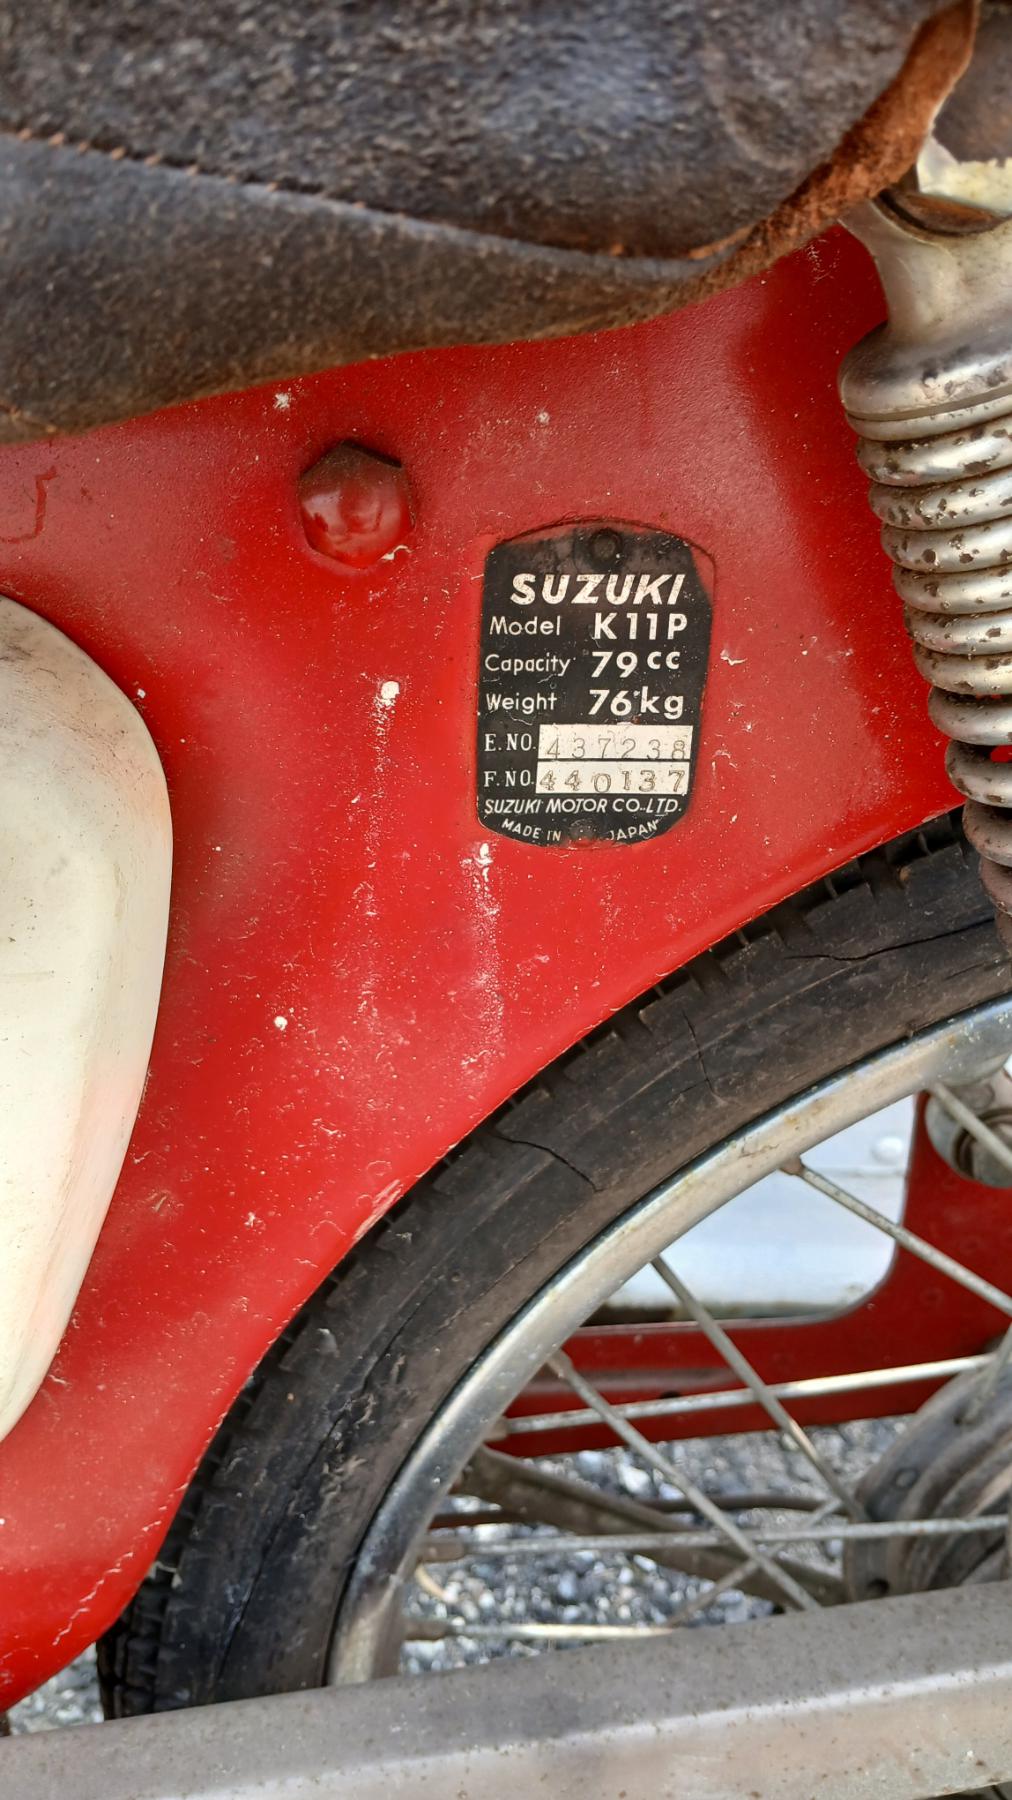 SUZUKI
Model K11P
Capacity 79cc
Weight 76kg
E.NO. 437238
F.NO. 440137
SUZUKI MOTOR CO.LTD.
MADE IN JAPAN